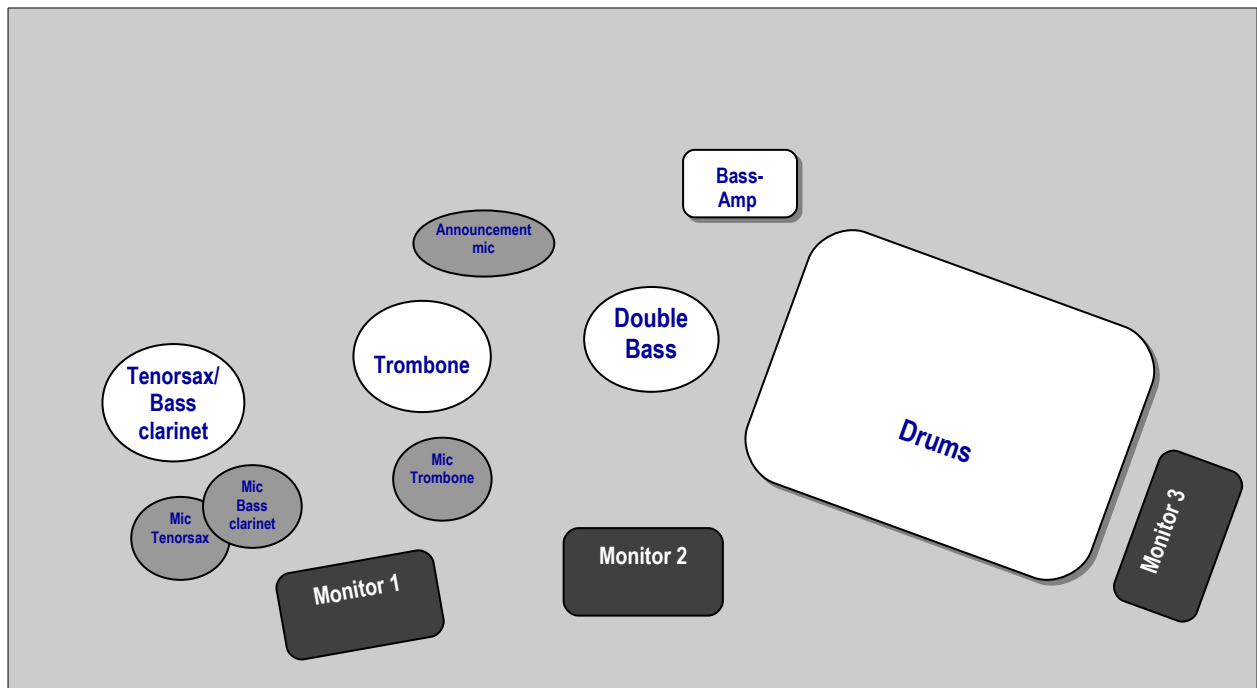 Bass-
Amp
Announcement
mic
Double
Bass
Trombone
Tenorsax/
Bass
clarinet
Drums
Mic
Trombone
Mic
Bass
clarinet
Mic
Tenorsax
Monitor 1
Monitor 2
Monitor 3